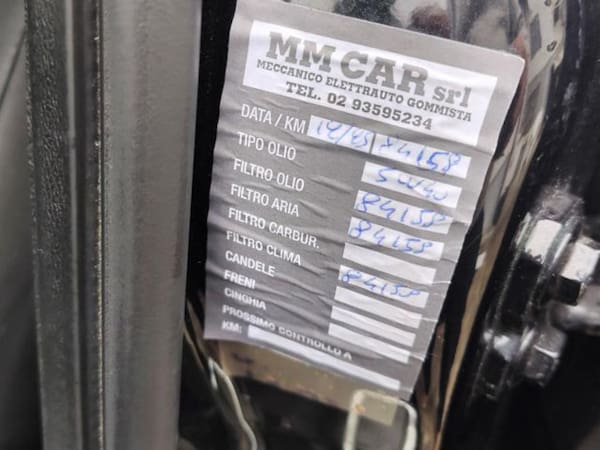 MM CAR srl
MECCANICO ELETTRAUTO GOMMISTA
TEL. 02 93595234
DATA / KM 84158
TIPO OLIO 5W40
FILTRO OLIO 84158
FILTRO ARIA 84158
FILTRO CARBUR.
FILTRO CLIMA 84158
CANDELE
FRENI
CINGHIA
PROSSIMO CONTROLLO A
KM: